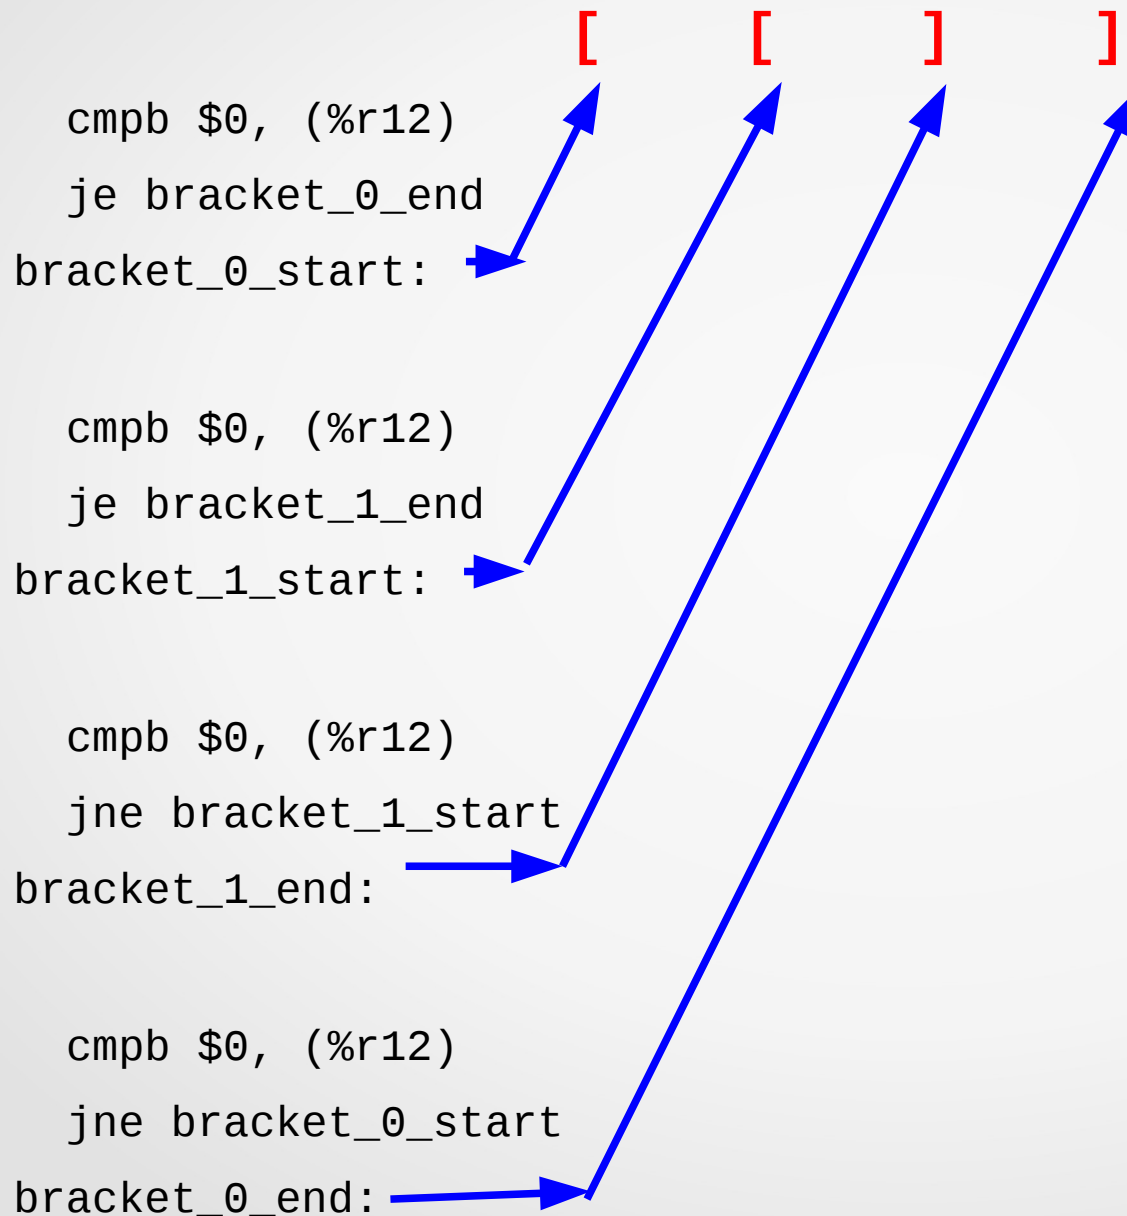 [ [ ] ]
cmpb $0, (%r12)
je bracket_0_end
bracket_0_start:
cmpb $0, (%r12)
je bracket_1_end
bracket_1_start:
cmpb $0, (%r12)
jne bracket_1_start
bracket_1_end:
cmpb $0, (%r12)
jne bracket_0_start
bracket_0_end: